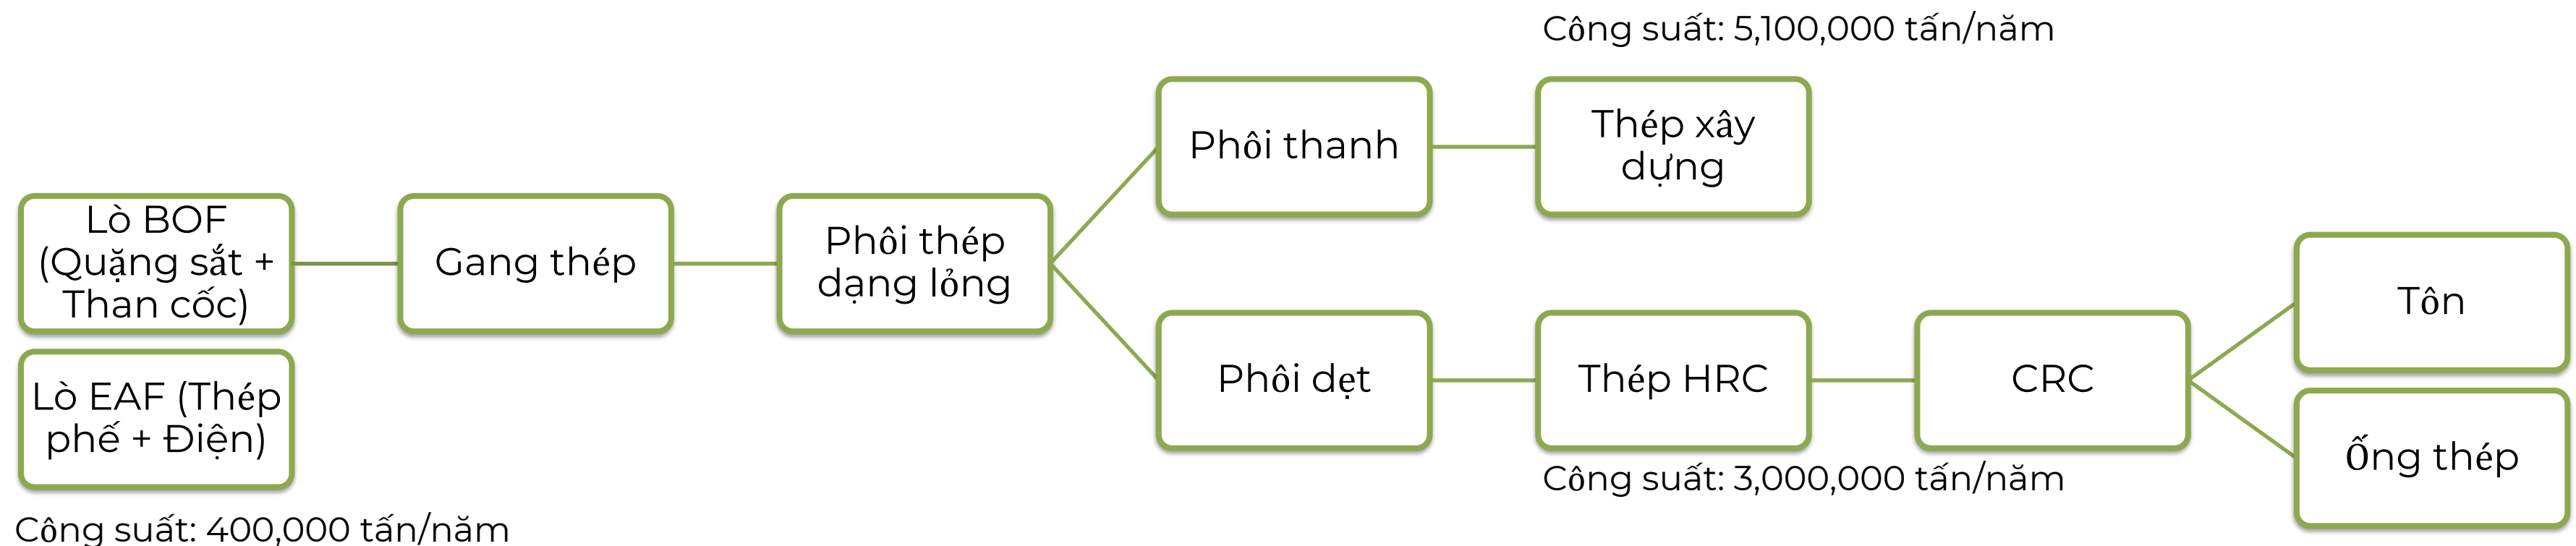 Công suất: 5,100,000 tấn/năm
Phôi thanh
Thép xây
dựng
Lò BOF
(Quặng sắt +
Than cốc)
Gang thép
Phôi thép
dạng lỏng
Lò EAF (Thép
phế + Điện)
Công suất: 400,000 tấn/năm
Phôi dẹt
Thép HRC
Công suất: 3,000,000 tấn/năm
CRC
Tôn
Ống thép